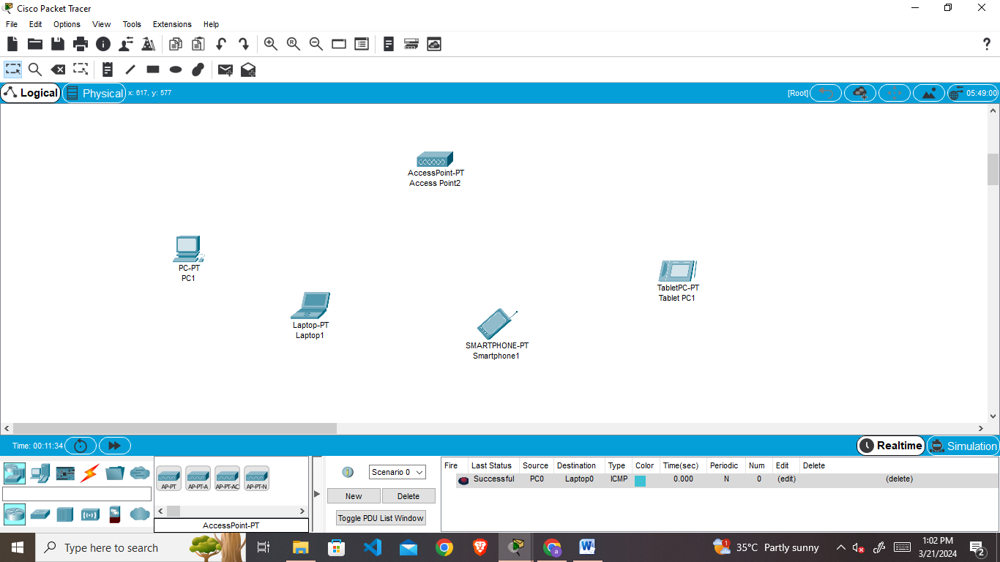 Cisco Packet Tracer
File Edit Options View Tools Extensions Help
R
?
Logical Physical x: 617, y: 577 [Root] 05:49:00
AccessPoint-PT
Access Point2
PC-PT
PC1
TabletPC-PT
Tablet PC1
Laptop-PT
Laptop1
SMARTPHONE-PT
Smartphone1
Time: 00:11:34 Realtime Simulation
AP-PT AP-PT-A AP-PT-AC AP-PT-N
AccessPoint-PT
Scenario 0
New Delete
Toggle PDU List Window
Fire Last Status Source Destination Type Color Time(sec) Periodic Num Edit Delete
Successful PC0 Laptop0 ICMP 0.000 N 0 (edit) (delete)
Type here to search
a
W
35°C Partly sunny
1:02 PM
3/21/2024
2